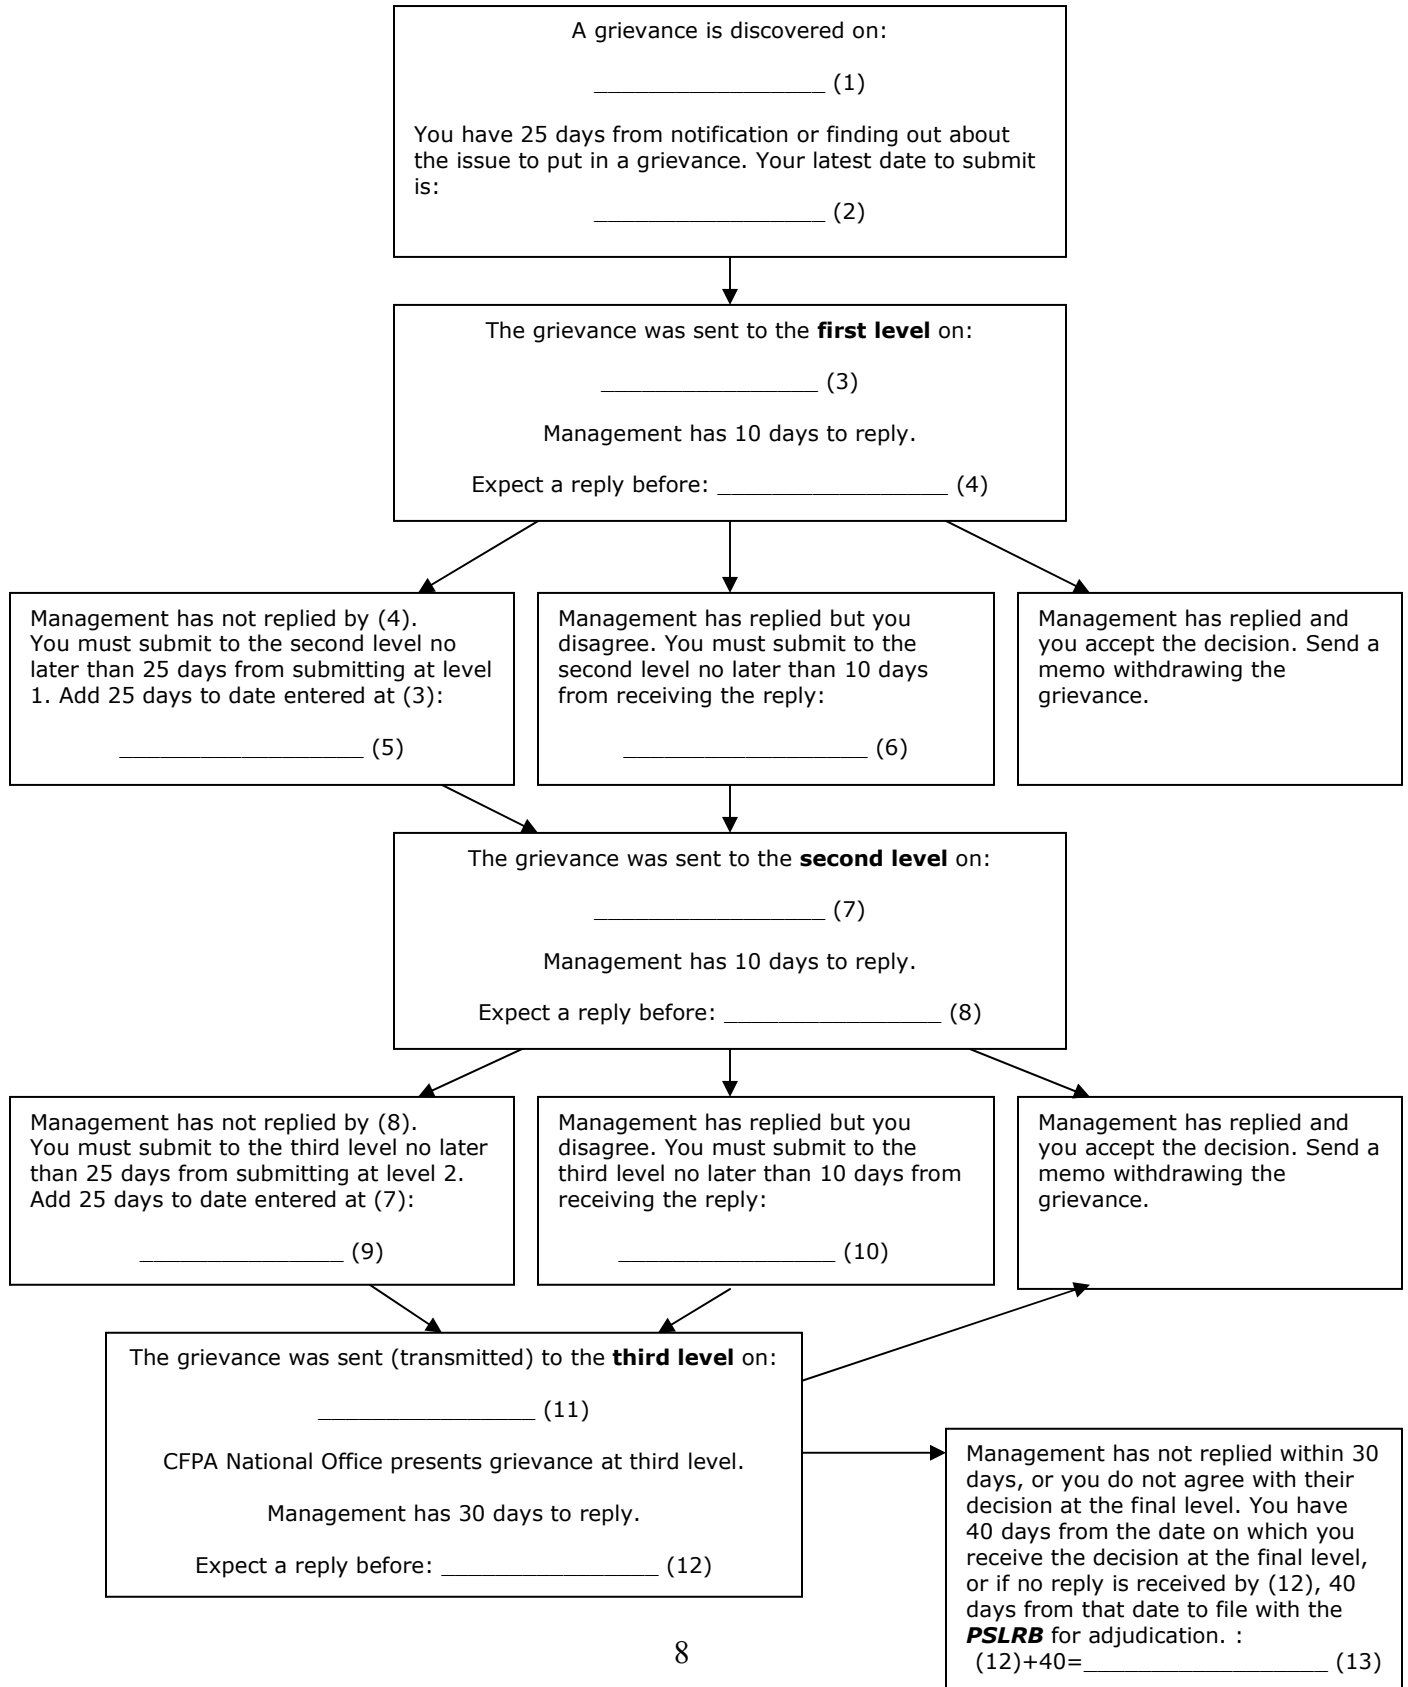 A grievance is discovered on:
_________________ (1)
You have 25 days from notification or finding out about
the issue to put in a grievance. Your latest date to submit
is:
_________________ (2)
The grievance was sent to the first level on:
________________ (3)
Management has 10 days to reply.
Expect a reply before: _________________ (4)
Management has not replied by (4).
You must submit to the second level no
later than 25 days from submitting at level
1. Add 25 days to date entered at (3):
__________________ (5)
Management has replied but you
disagree. You must submit to the
second level no later than 10 days
from receiving the reply:
__________________ (6)
Management has replied and
you accept the decision. Send a
memo withdrawing the
grievance.
The grievance was sent to the second level on:
_________________ (7)
Management has 10 days to reply.
Expect a reply before: ________________ (8)
Management has not replied by (8).
You must submit to the third level no later
than 25 days from submitting at level 2.
Add 25 days to date entered at (7):
_______________ (9)
Management has replied but you
disagree. You must submit to the
third level no later than 10 days from
receiving the reply:
________________ (10)
Management has replied and
you accept the decision. Send a
memo withdrawing the
grievance.
The grievance was sent (transmitted) to the third level on:
________________ (11)
CFPA National Office presents grievance at third level.
Management has 30 days to reply.
Expect a reply before: ________________ (12)
Management has not replied within 30
days, or you do not agree with their
decision at the final level. You have
40 days from the date on which you
receive the decision at the final level,
or if no reply is received by (12), 40
days from that date to file with the
PSLRB for adjudication. :
(12)+40=__________________ (13)
8